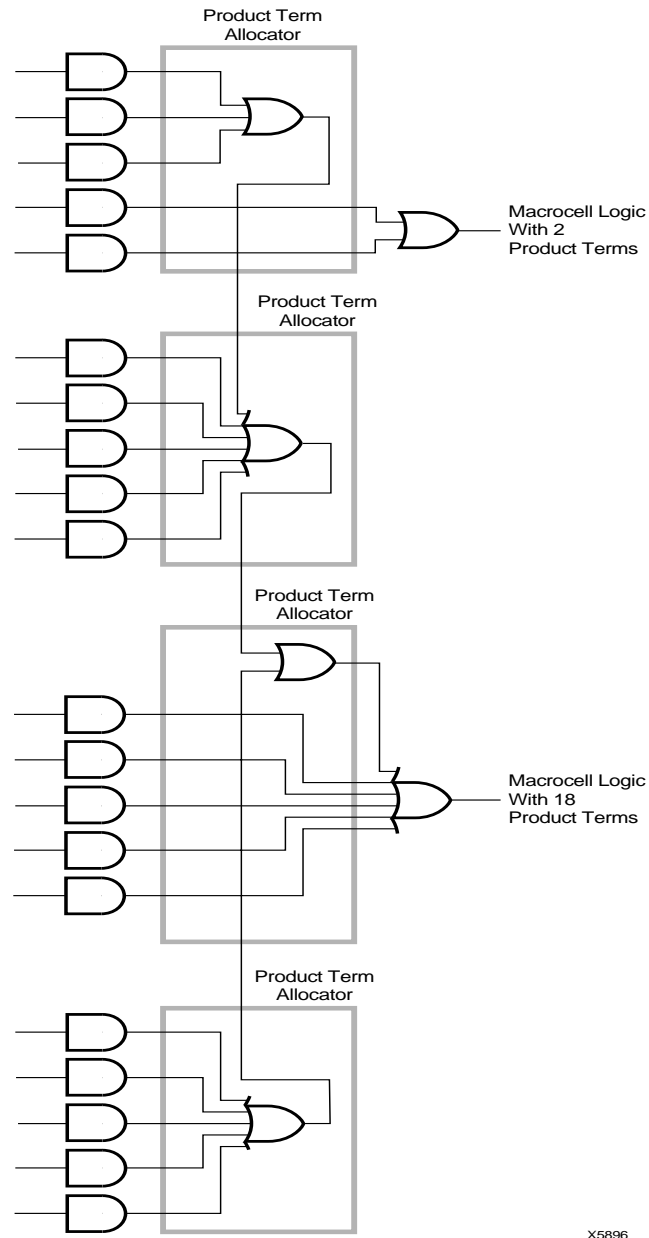 Product Term
Allocator
Macrocell Logic
With 2
Product Terms
Product Term
Allocator
Product Term
Allocator
Macrocell Logic
With 18
Product Terms
Product Term
Allocator
X5896